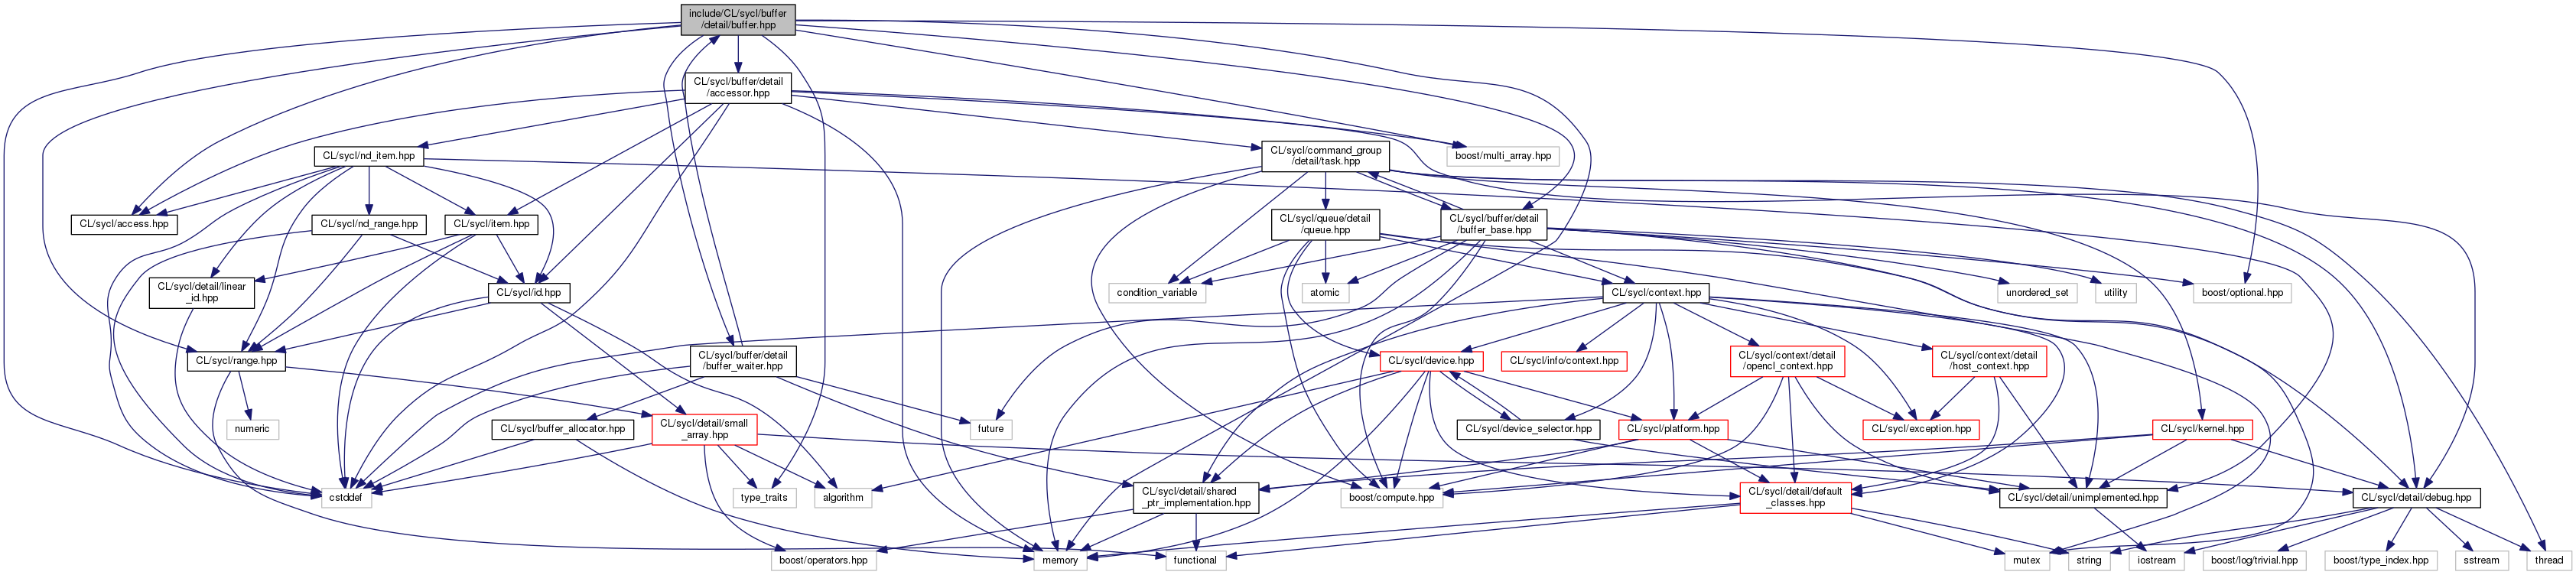 include/CL/sycl/buffer
/detail/buffer.hpp
CL/sycl/buffer/detail
/accessor.hpp
CL/sycl/nd_item.hpp
CL/sycl/command_group
/detail/task.hpp
boost/multi_array.hpp
CL/sycl/access.hpp
CL/sycl/nd_range.hpp
CL/sycl/item.hpp
CL/sycl/queue/detail
/queue.hpp
CL/sycl/buffer/detail
/buffer_base.hpp
CL/sycl/detail/linear
_id.hpp
CL/sycl/id.hpp
condition_variable
atomic
CL/sycl/context.hpp
unordered_set
utility
boost/optional.hpp
CL/sycl/range.hpp
CL/sycl/buffer/detail
/buffer_waiter.hpp
CL/sycl/device.hpp
CL/sycl/info/context.hpp
CL/sycl/context/detail
/opencl_context.hpp
CL/sycl/context/detail
/host_context.hpp
numeric
CL/sycl/buffer_allocator.hpp
CL/sycl/detail/small
_array.hpp
future
CL/sycl/device_selector.hpp
CL/sycl/platform.hpp
CL/sycl/exception.hpp
CL/sycl/kernel.hpp
cstddef
type_traits
algorithm
CL/sycl/detail/shared
_ptr_implementation.hpp
boost/compute.hpp
CL/sycl/detail/default
_classes.hpp
CL/sycl/detail/unimplemented.hpp
CL/sycl/detail/debug.hpp
boost/operators.hpp
memory
functional
mutex
string
iostream
boost/log/trivial.hpp
boost/type_index.hpp
sstream
thread